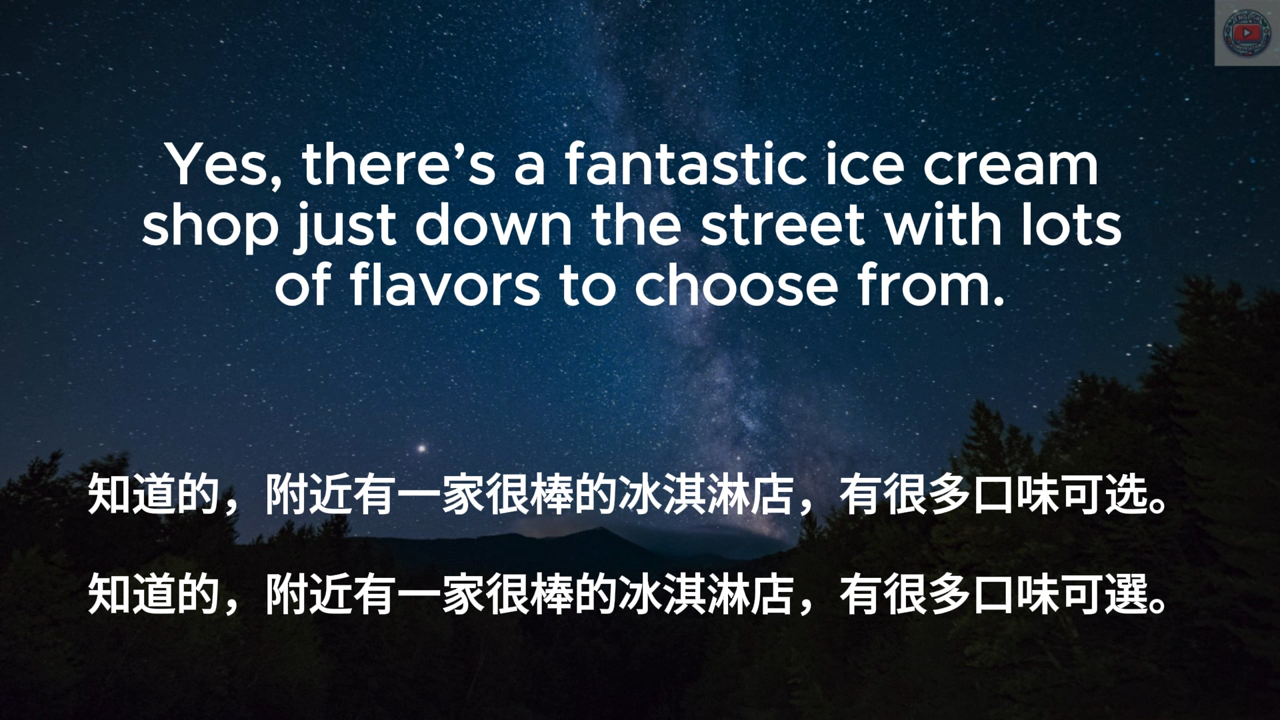 Yes, there’s a fantastic ice cream
shop just down the street with lots
of flavors to choose from.
知道的，附近有一家很棒的冰淇淋店，有很多口味可选。
知道的，附近有一家很棒的冰淇淋店，有很多口味可選。